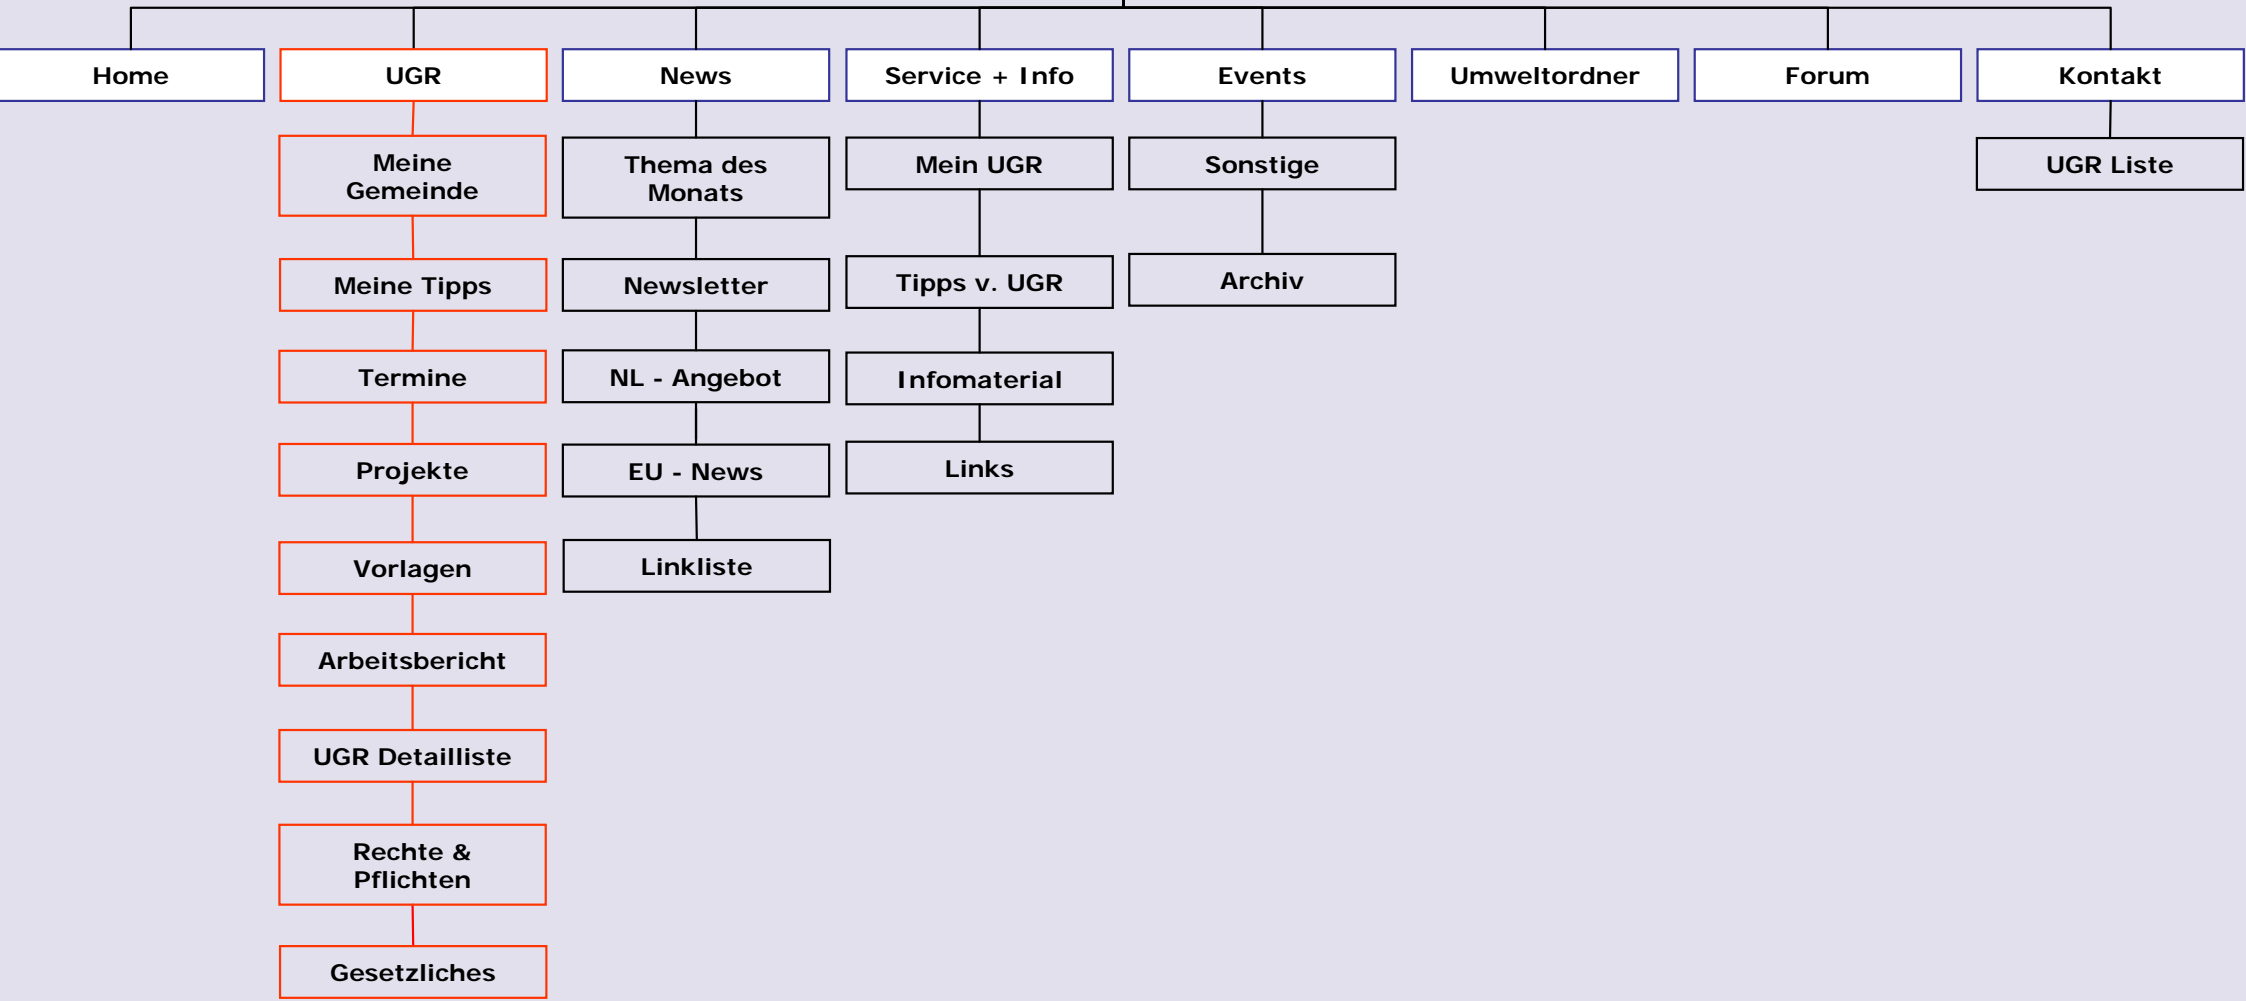 Home
UGR
News
Service + Info
Events
Umweltordner
Forum
Kontakt
Meine
Gemeinde
Meine Tipps
Termine
Projekte
Vorlagen
Arbeitsbericht
UGR Detailliste
Rechte &
Pflichten
Gesetzliches
Thema des
Monats
Newsletter
NL - Angebot
EU - News
Linkliste
Mein UGR
Tipps v. UGR
Infomaterial
Links
Sonstige
Archiv
UGR Liste